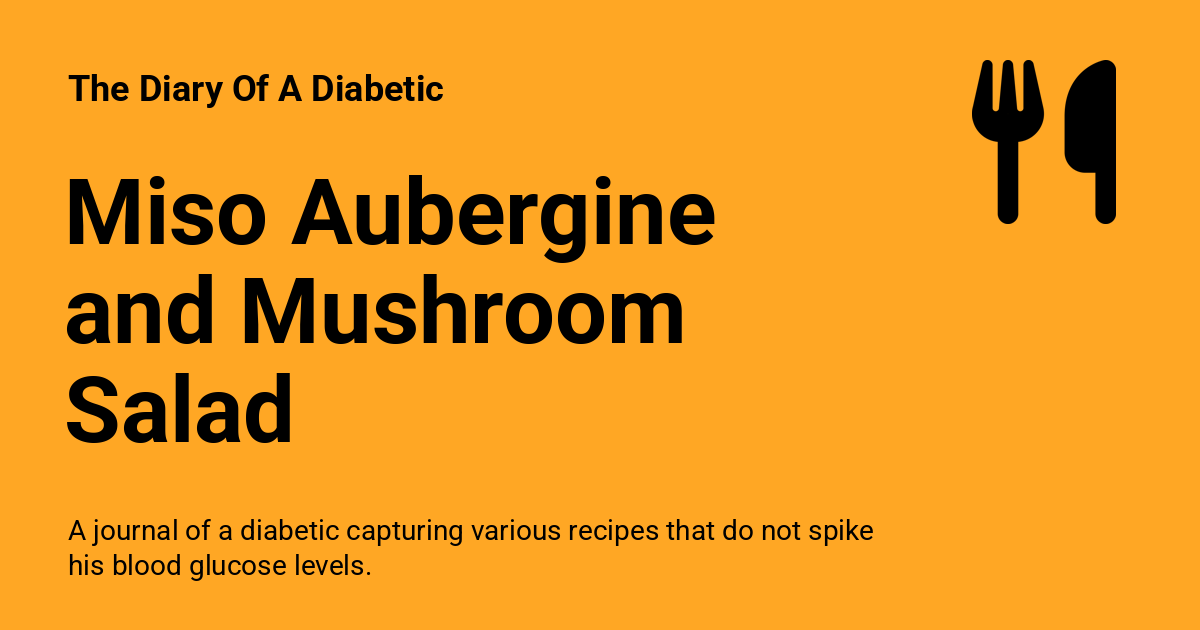 The Diary Of A Diabetic
Miso Aubergine
and Mushroom
Salad
A journal of a diabetic capturing various recipes that do not spike
his blood glucose levels.